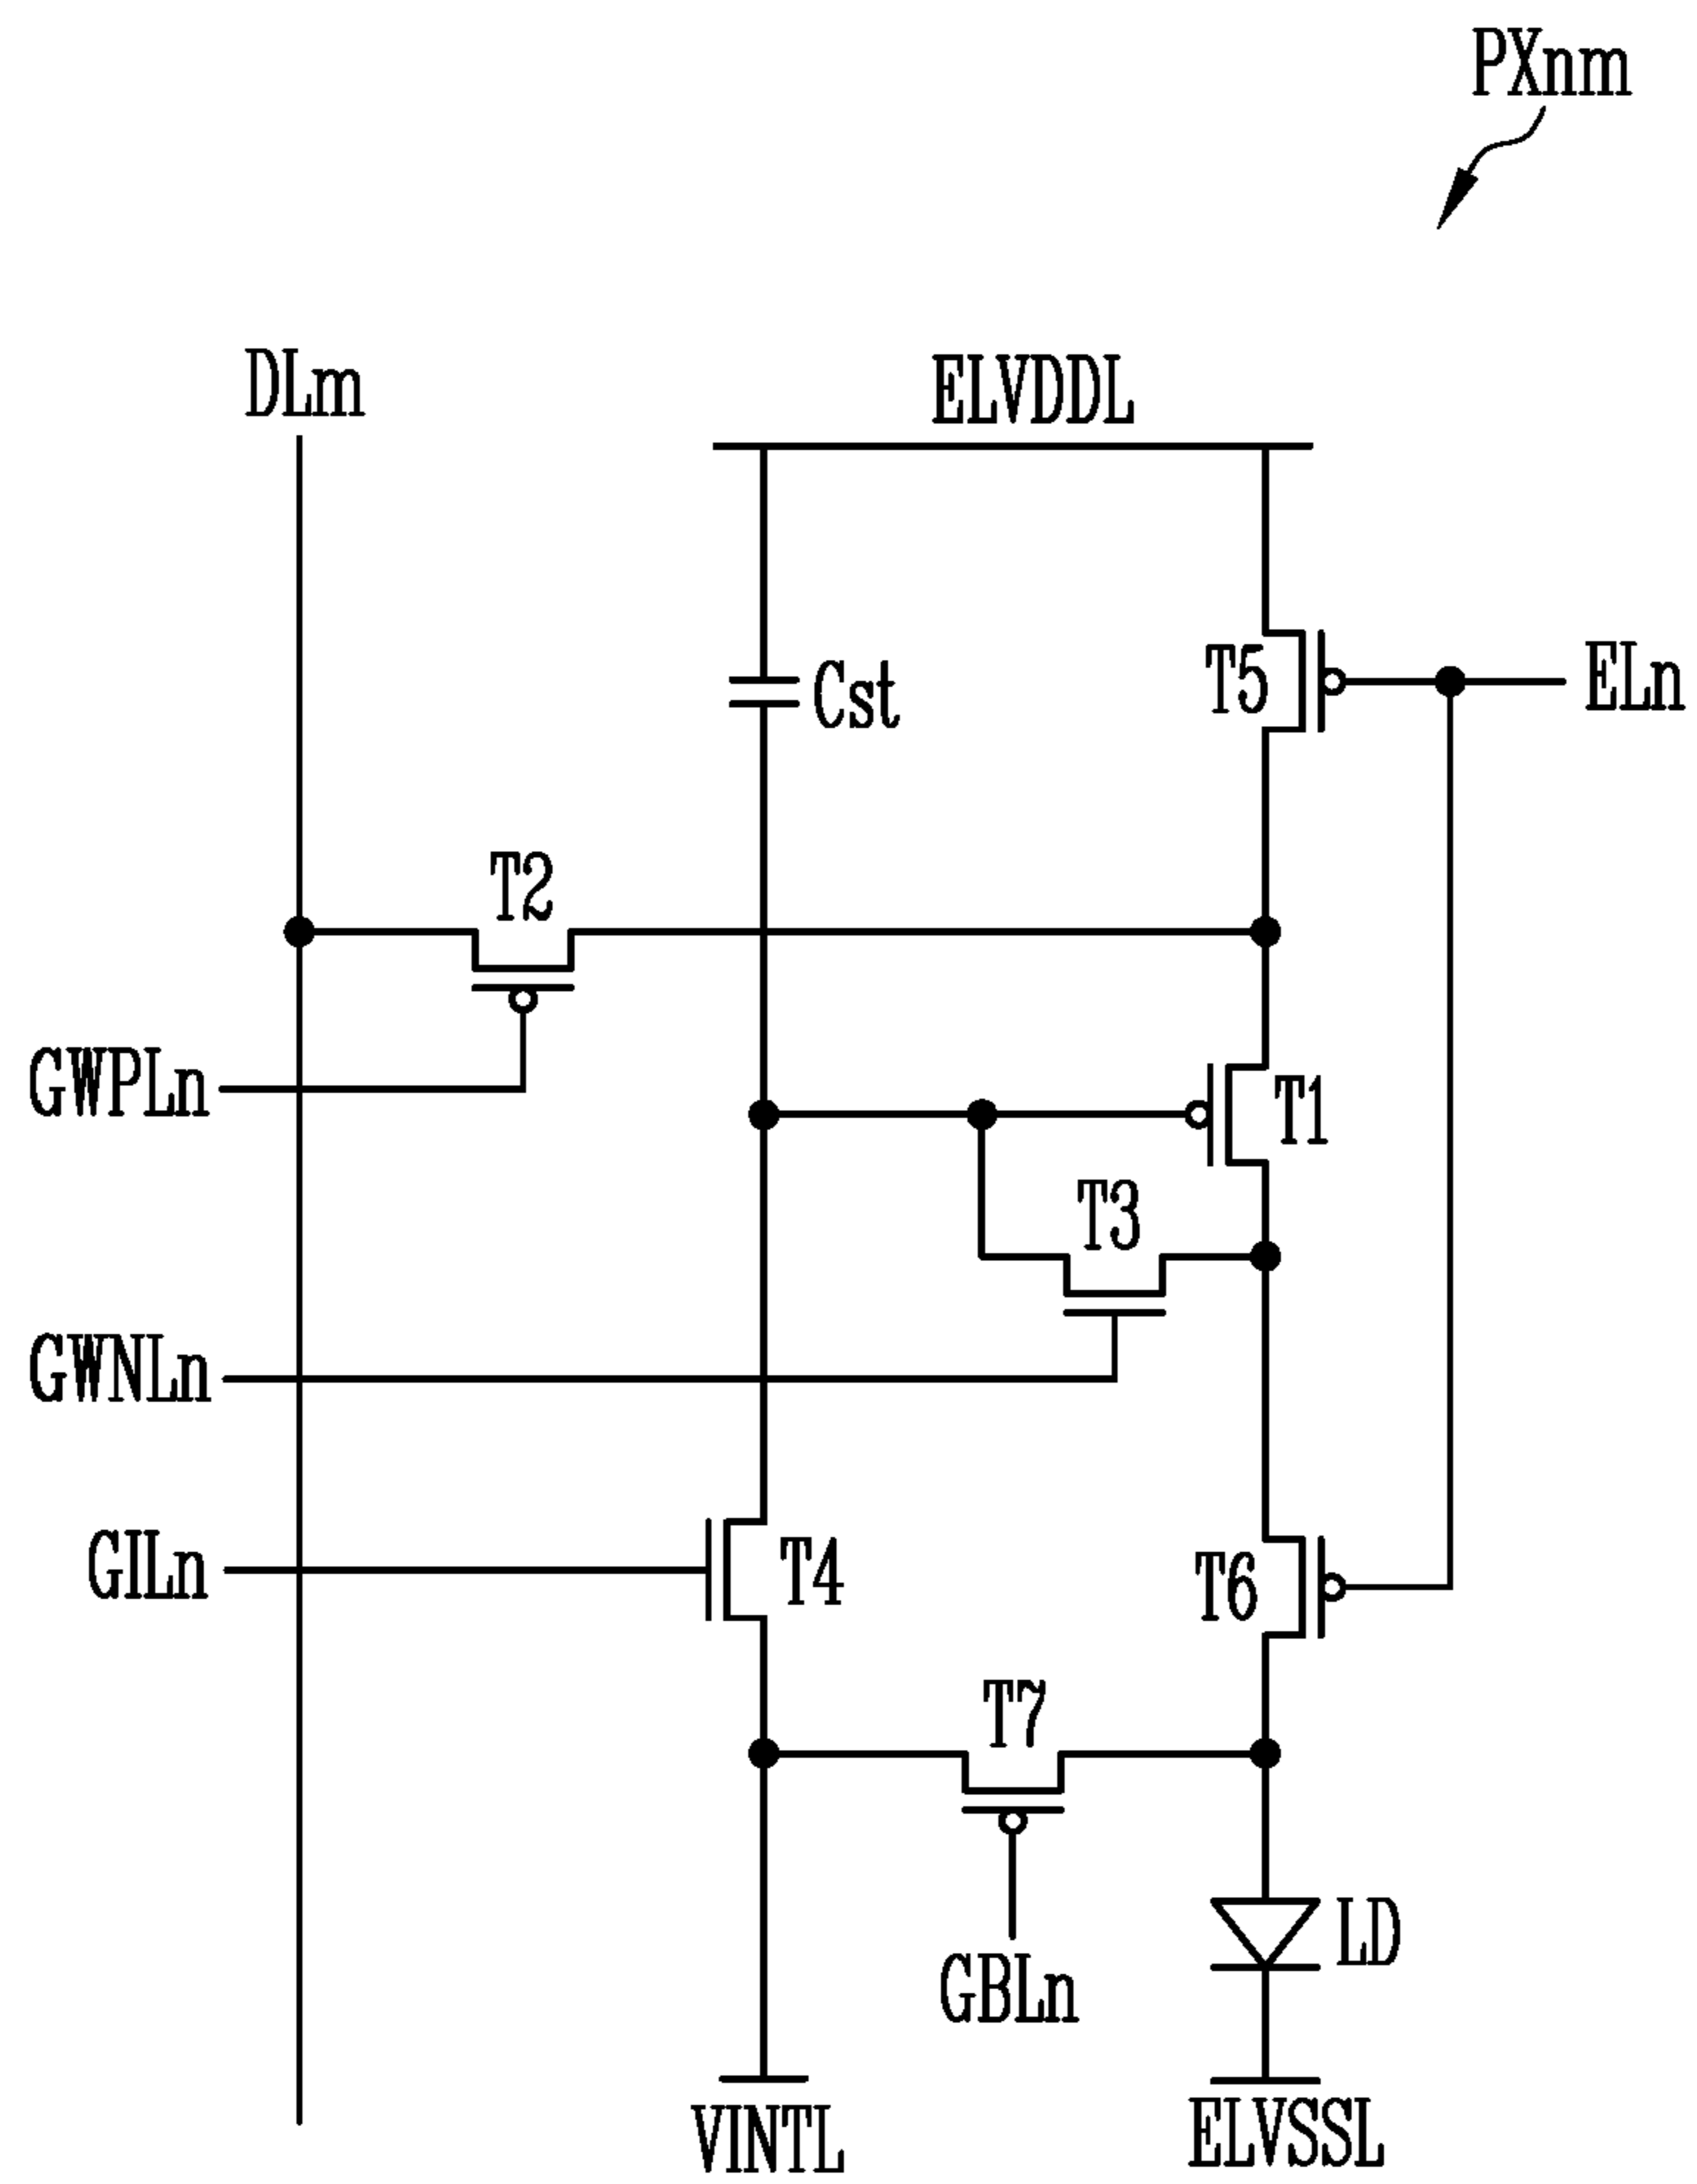 PXnm
DLm
ELVDDL
T5
ELn
Cst
T2
GWPLn
T1
T3
GWNLn
GILn
T4
T6
T7
LD
GBLn
VINTL
ELVSSL